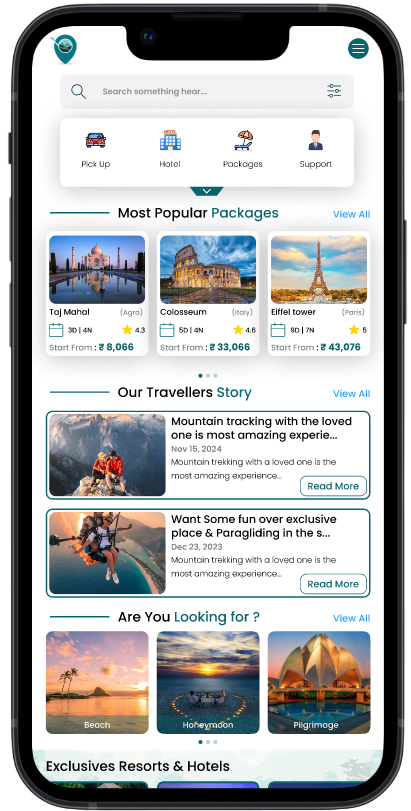 Search something hear...
HOTEL
Pick Up
Hotel
Packages
Support
Most Popular Packages
View All
Taj Mahal (Agra)
3D | 4N 4.3
Start From : ₹ 8,066
Colosseum (Italy)
5D | 4N 4.6
Start From : ₹ 33,066
Eiffel tower (Paris)
9D | 7N 5
Start From : ₹ 43,076
Our Travellers Story
View All
Mountain tracking with the loved
one is most amazing experie...
Nov 15, 2024
Mountain trekking with a loved one is the
most amazing experience...
Read More
Want Some fun over exclusive
place & Paragliding in the s...
Dec 23, 2023
Mountain trekking with a loved one is the
most amazing experience...
Read More
Are You Looking for ?
View All
Beach
Honeymoon
Pilgrimage
Exclusives Resorts & Hotels